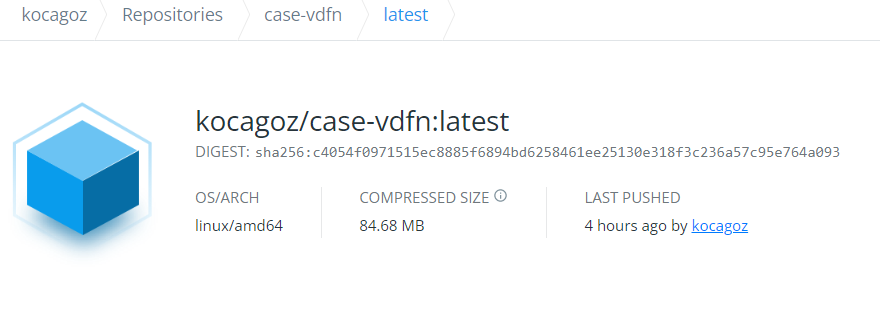 kocagoz Repositories case-vdfn latest
kocagoz/case-vdfn:latest
DIGEST: sha256:c4054f0971515ec8885f6894bd6258461ee25130e318f3c236a57c95e764a093
OS/ARCH COMPRESSED SIZE LAST PUSHED
linux/amd64 84.68 MB 4 hours ago by kocagoz